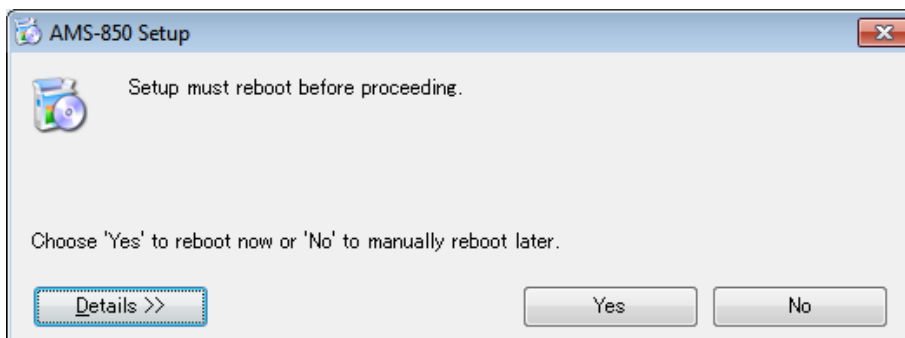 AMS-850 Setup
Setup must reboot before proceeding.
Choose 'Yes' to reboot now or 'No' to manually reboot later.
Details >>
Yes
No